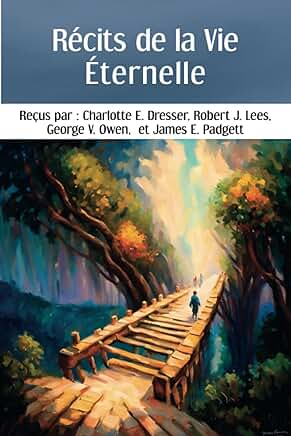 Récits de la Vie
Éternelle
Reçus par : Charlotte E. Dresser, Robert J. Lees,
George V. Owen, et James E. Padgett